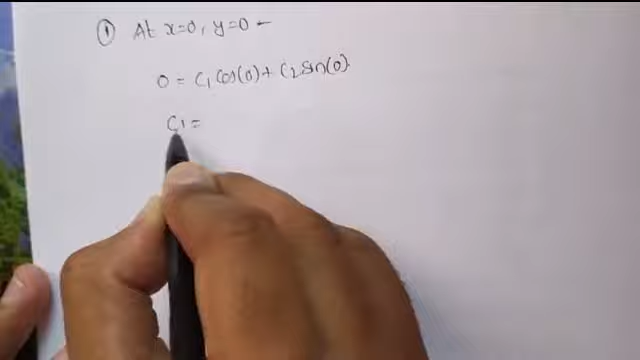 ① At x=0, y=0 ←
0 = C₁ Cos(0) + C₂ Sin(0)
C₁ =